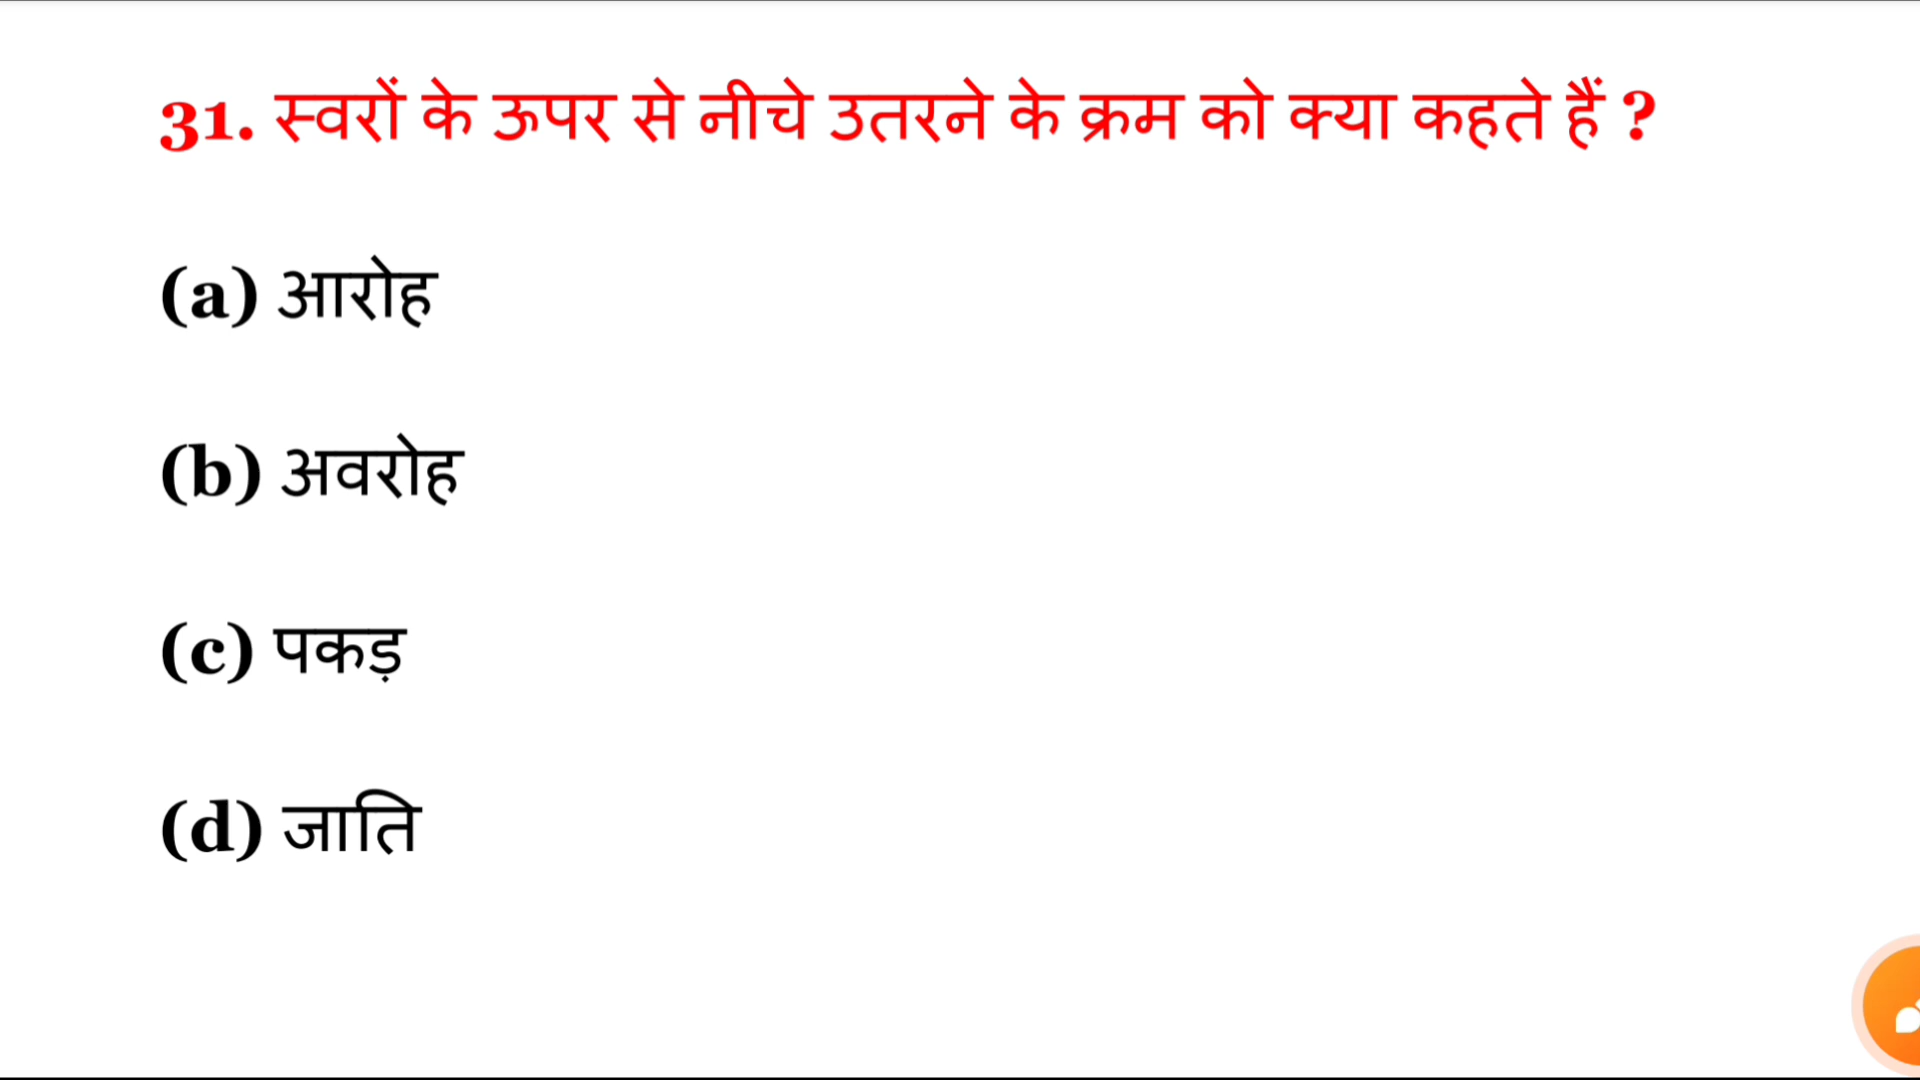 31. स्वरों के ऊपर से नीचे उतरने के क्रम को क्या कहते हैं ?
(a) आरोह
(b) अवरोह
(c) पकड़
(d) जाति